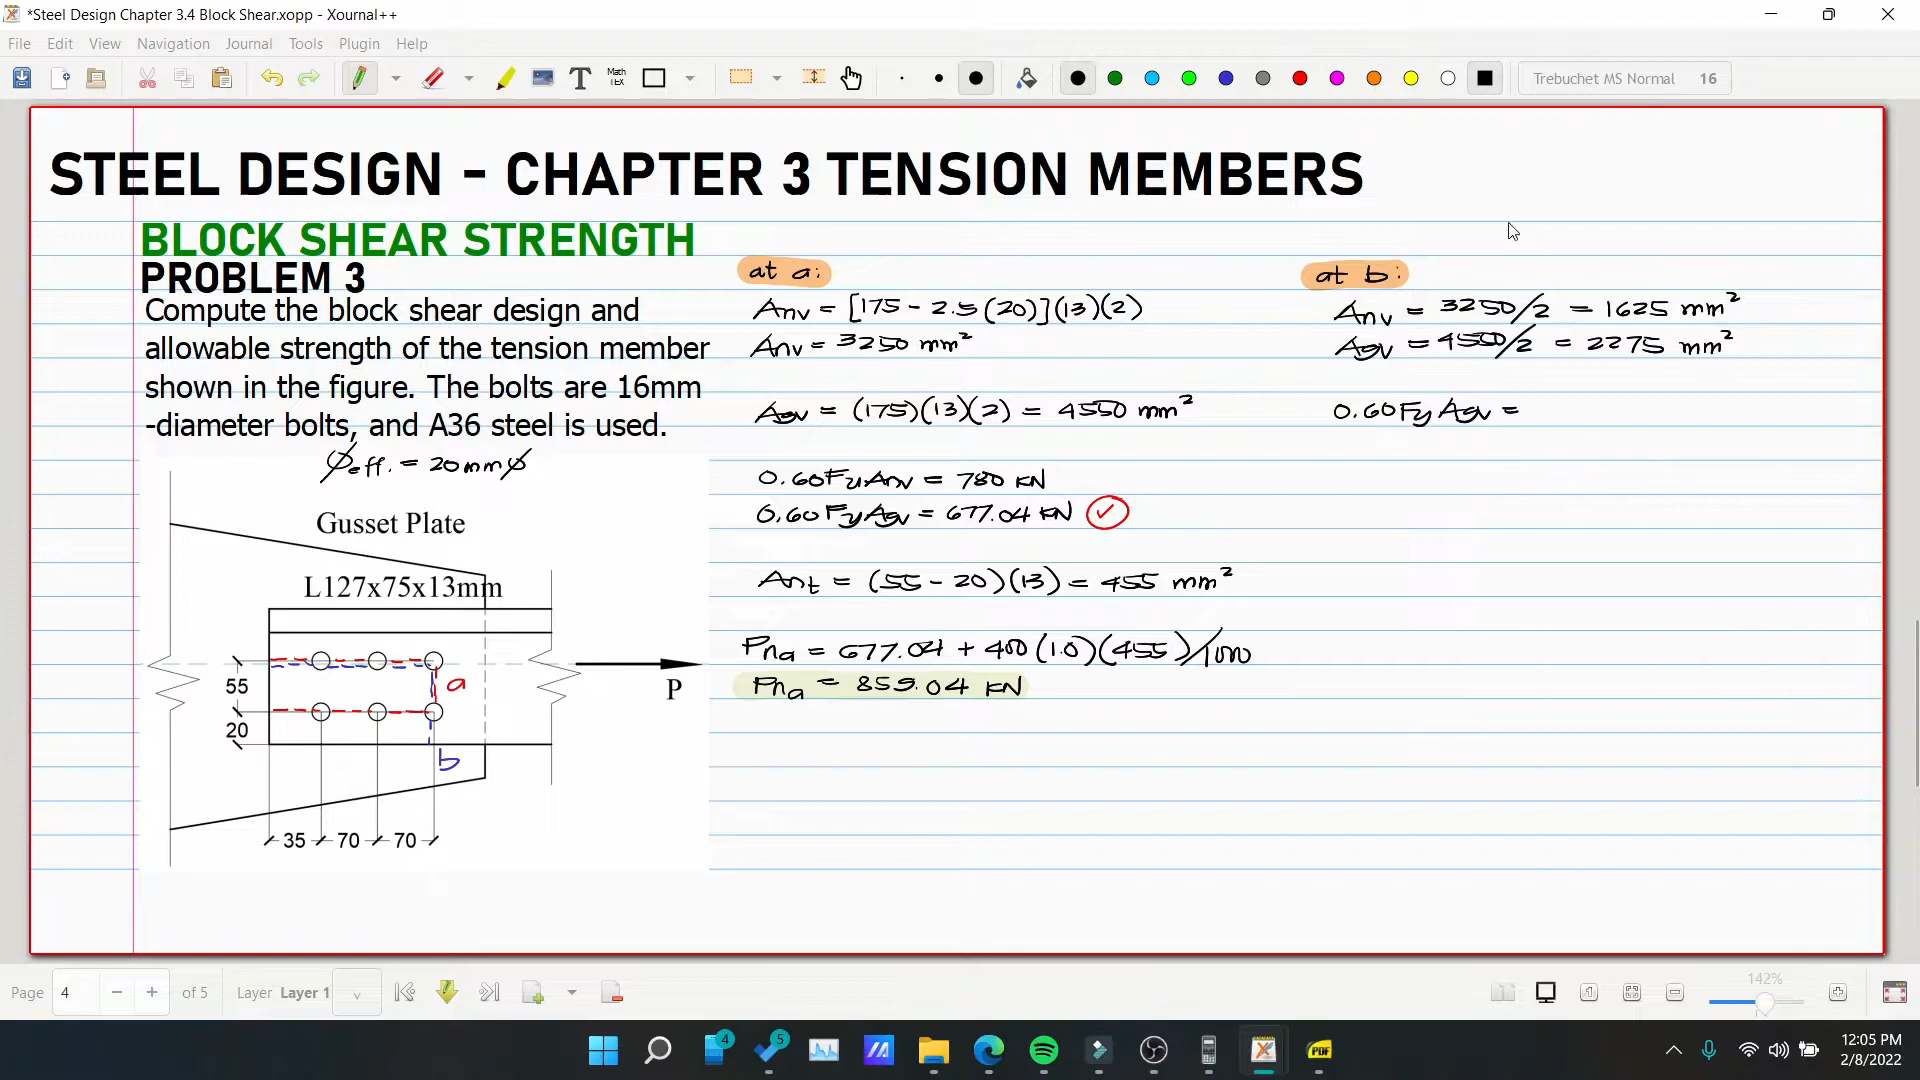 *Steel Design Chapter 3.4 Block Shear.xopp - Xournal++
File Edit View Navigation Journal Tools Plugin Help
Math
TEX
Trebuchet MS Normal 16
STEEL DESIGN - CHAPTER 3 TENSION MEMBERS
BLOCK SHEAR STRENGTH
PROBLEM 3
Compute the block shear design and
allowable strength of the tension member
shown in the figure. The bolts are 16mm
-diameter bolts, and A36 steel is used.
φeff. = 20mmφ
Gusset Plate
L127x75x13mm
55
20
a
b
P
35 70 70
at a:
Anv = [175 - 2.5(20)](13)(2)
Anv = 3250 mm²
Agv = (175)(13)(2) = 4550 mm²
0.60FuAnv = 780 KN
0.60FyAgv = 677.04 KN ✓
Ant = (55 - 20)(13) = 455 mm²
Pna = 677.04 + 400(1.0)(455)/1000
Pna = 859.04 KN
at b:
Anv = 3250/2 = 1625 mm²
Agv = 4550/2 = 2275 mm²
0.60FyAgv =
Page 4 of 5 Layer Layer 1
142%
4
5
PDF
12:05 PM
2/8/2022